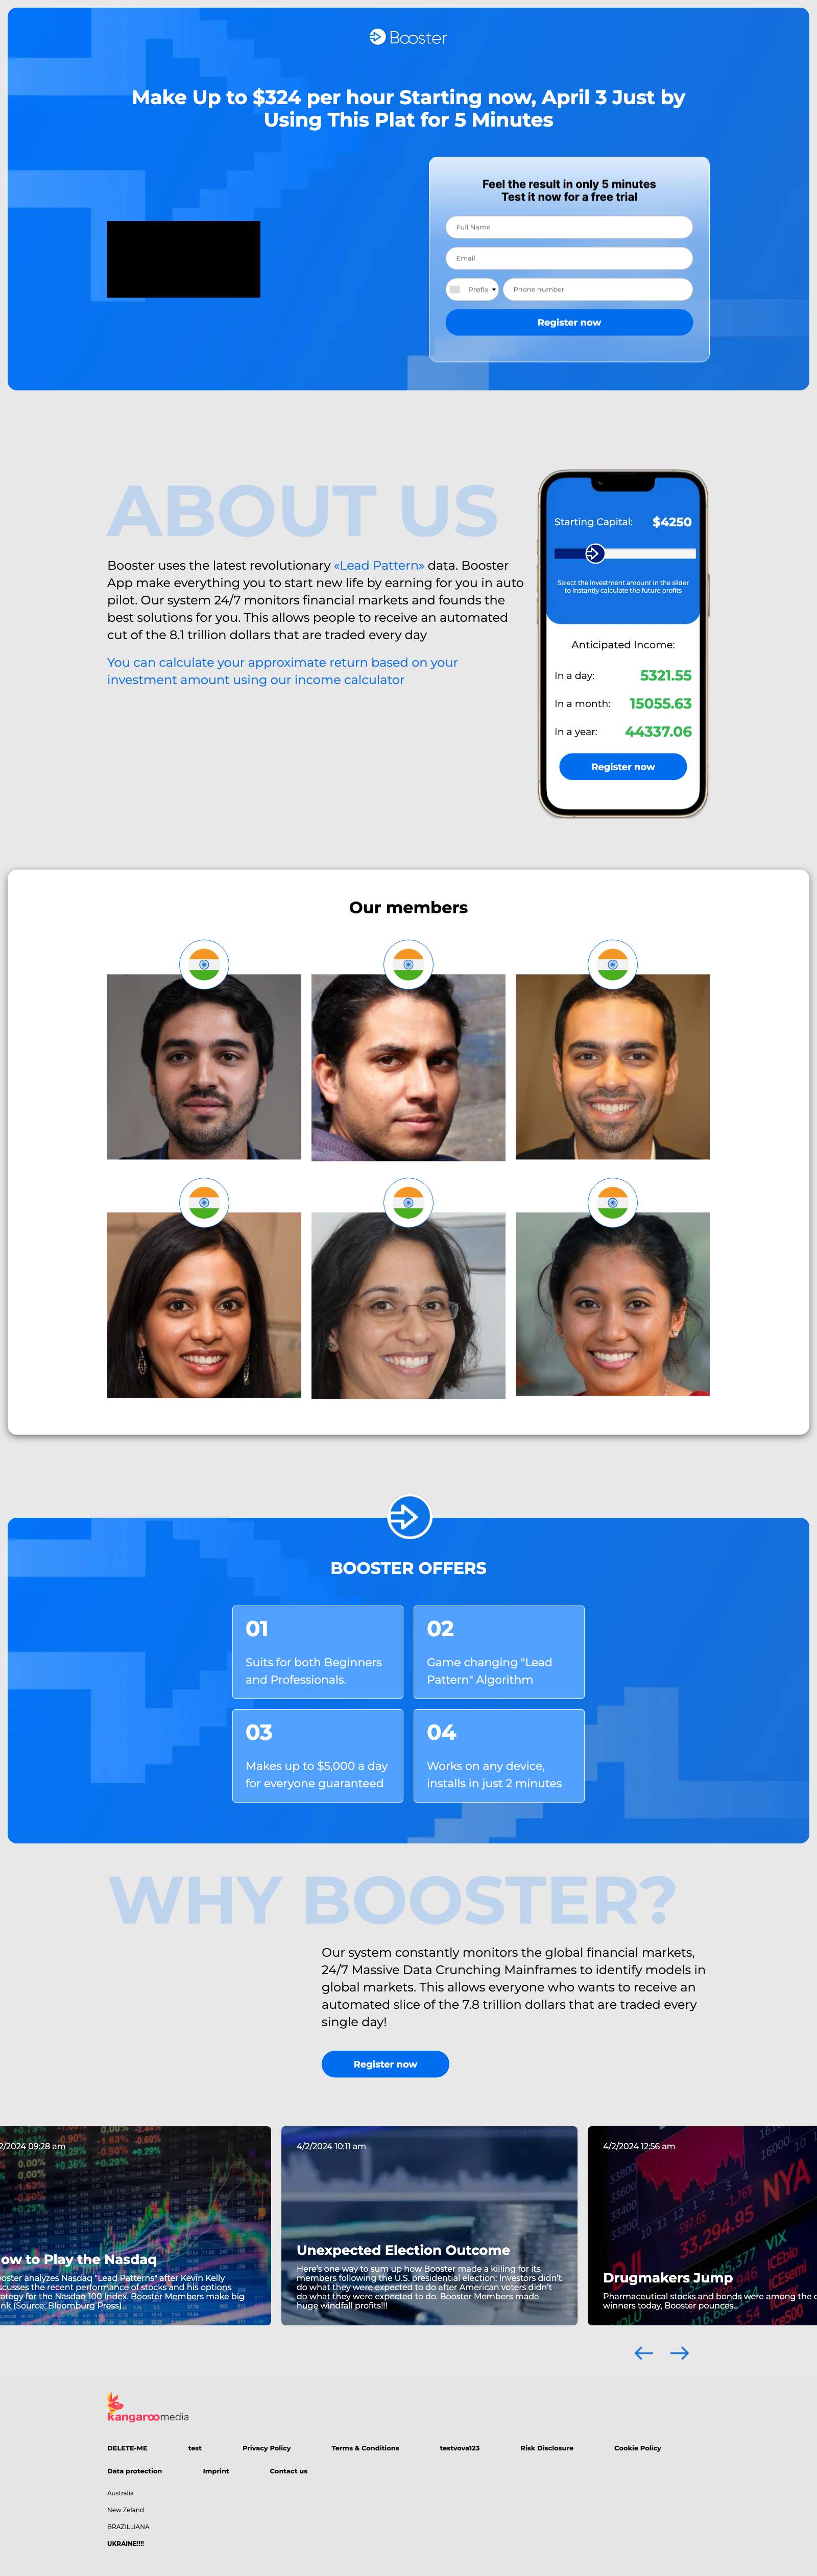 Booster
Make Up to $324 per hour Starting now, April 3 Just by
Using This Plat for 5 Minutes
Feel the result in only 5 minutes
Test it now for a free trial
Full Name
Email
Prefix
Phone number
Register now
ABOUT US
Booster uses the latest revolutionary «Lead Pattern» data. Booster
App make everything you to start new life by earning for you in auto
pilot. Our system 24/7 monitors financial markets and founds the
best solutions for you. This allows people to receive an automated
cut of the 8.1 trillion dollars that are traded every day
You can calculate your approximate return based on your
investment amount using our income calculator
Starting Capital: $4250
Select the investment amount in the slider
to instantly calculate the future profits
Anticipated Income:
In a day: 5321.55
In a month: 15055.63
In a year: 44337.06
Register now
Our members
BOOSTER OFFERS
01
Suits for both Beginners
and Professionals.
02
Game changing "Lead
Pattern" Algorithm
03
Makes up to $5,000 a day
for everyone guaranteed
04
Works on any device,
installs in just 2 minutes
WHY BOOSTER?
Our system constantly monitors the global financial markets,
24/7 Massive Data Crunching Mainframes to identify models in
global markets. This allows everyone who wants to receive an
automated slice of the 7.8 trillion dollars that are traded every
single day!
Register now
2/2024 09:28 am
ow to Play the Nasdaq
oster analyzes Nasdaq "Lead Patterns" after Kevin Kelly
scusses the recent performance of stocks and his options
ategy for the Nasdaq 100 Index. Booster Members make big
nk (Source: Bloomburg Press)
4/2/2024 10:11 am
Unexpected Election Outcome
Here's one way to sum up how Booster made a killing for its
members following the U.S. presidential election: Investors didn't
do what they were expected to do after American voters didn't
do what they were expected to do. Booster Members made
huge windfall profits!!!
4/2/2024 12:56 am
Drugmakers Jump
Pharmaceutical stocks and bonds were among the
winners today, Booster pounces...
kangaroomedia
DELETE-ME
test
Privacy Policy
Terms & Conditions
testvova123
Risk Disclosure
Cookie Policy
Data protection
Imprint
Contact us
Australia
New Zeland
BRAZILLIANA
UKRAINE!!!!